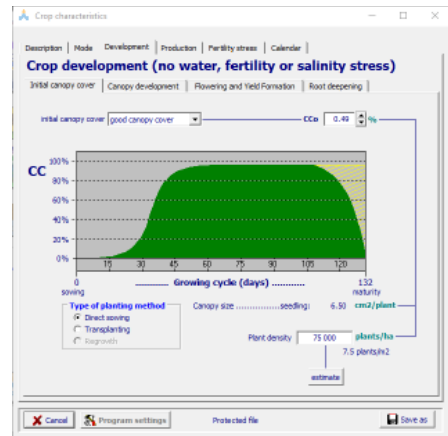 Crop characteristics
Description Mode Development Production Fertility stress Calendar
Crop development (no water, fertility or salinity stress)
Initial canopy cover Canopy development Flowering and Yield Formation Root deepening
initial canopy cover good canopy cover CCo 0.49 %
CC
100%
80%
60%
40%
20%
15 30 45 60 75 90 105 120
0 Growing cycle (days) 132
sowing maturity
Type of planting method
Canopy size ..............seedling: 6.50 cm2/plant
Direct sowing
Transplanting
Regrowth
Plant density 75 000 plants/ha
7.5 plants/m2
estimate
Cancel Program settings Protected file Save as